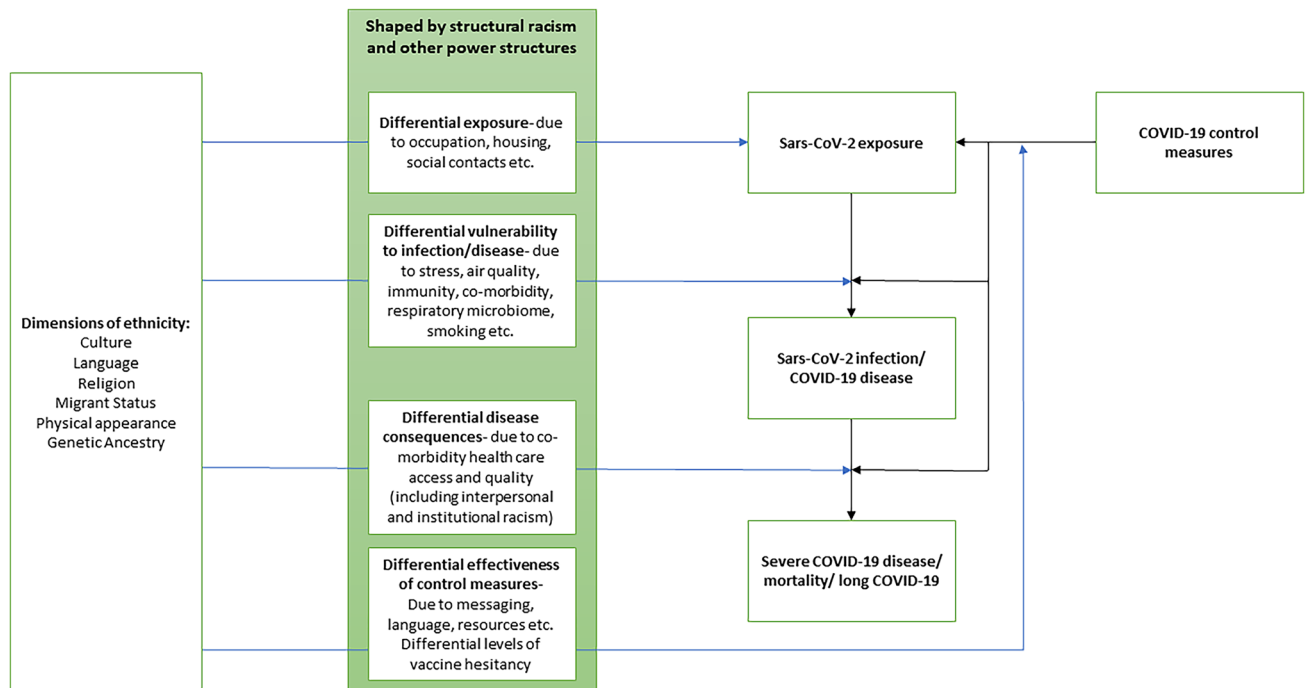 Shaped by structural racism
and other power structures
Dimensions of ethnicity:
Culture
Language
Religion
Migrant Status
Physical appearance
Genetic Ancestry
Differential exposure- due
to occupation, housing,
social contacts etc.
Differential vulnerability
to infection/disease- due
to stress, air quality,
immunity, co-morbidity,
respiratory microbiome,
smoking etc.
Differential disease
consequences- due to co-
morbidity health care
access and quality
(including interpersonal
and institutional racism)
Differential effectiveness
of control measures-
Due to messaging,
language, resources etc.
Differential levels of
vaccine hesitancy
Sars-CoV-2 exposure
Sars-CoV-2 infection/
COVID-19 disease
Severe COVID-19 disease/
mortality/ long COVID-19
COVID-19 control
measures